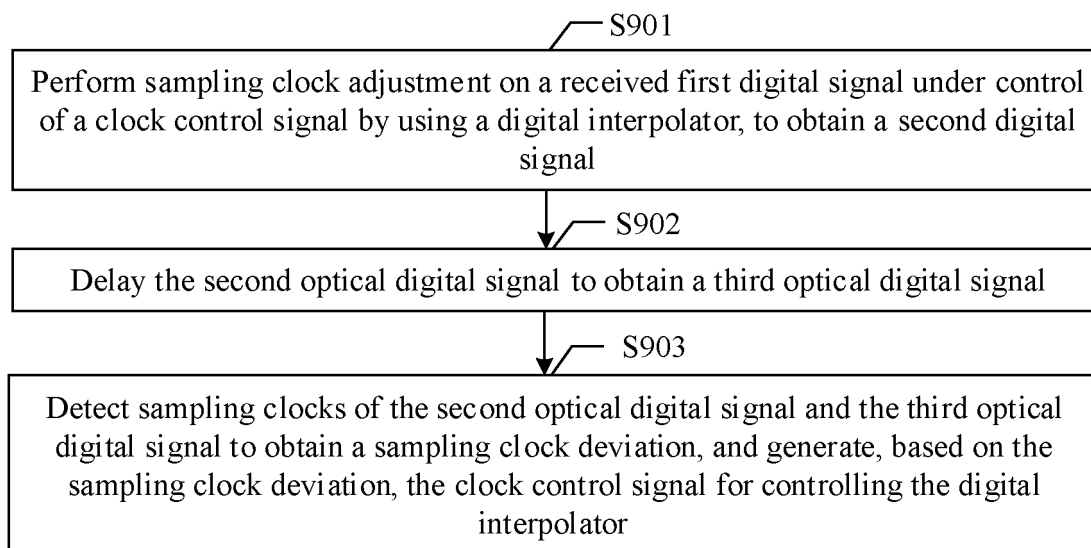 S901
Perform sampling clock adjustment on a received first digital signal under control
of a clock control signal by using a digital interpolator, to obtain a second digital
signal
S902
Delay the second optical digital signal to obtain a third optical digital signal
S903
Detect sampling clocks of the second optical digital signal and the third optical
digital signal to obtain a sampling clock deviation, and generate, based on the
sampling clock deviation, the clock control signal for controlling the digital
interpolator